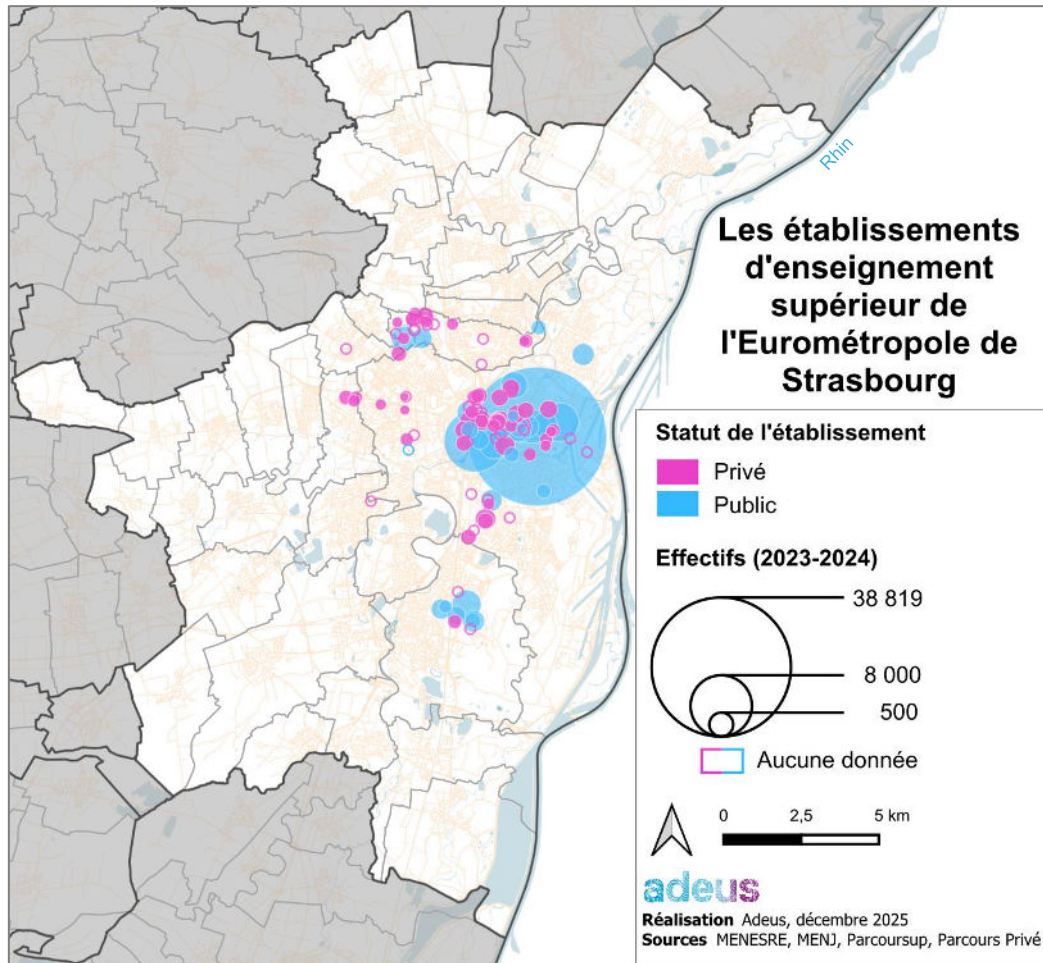 Rhin
Les établissements
d'enseignement
supérieur de
l'Eurométropole de
Strasbourg
Statut de l'établissement
Privé
Public
Effectifs (2023-2024)
38 819
8 000
500
Aucune donnée
0 2,5 5 km
adeus
Réalisation Adeus, décembre 2025
Sources MENESRE, MENJ, Parcoursup, Parcours Privé